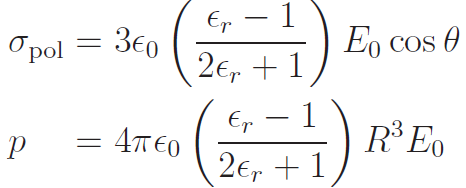 σ_pol = 3ϵ_0 ( (ϵ_r − 1) / (2ϵ_r + 1) ) E_0 cos θ
p = 4πϵ_0 ( (ϵ_r − 1) / (2ϵ_r + 1) ) R^3 E_0